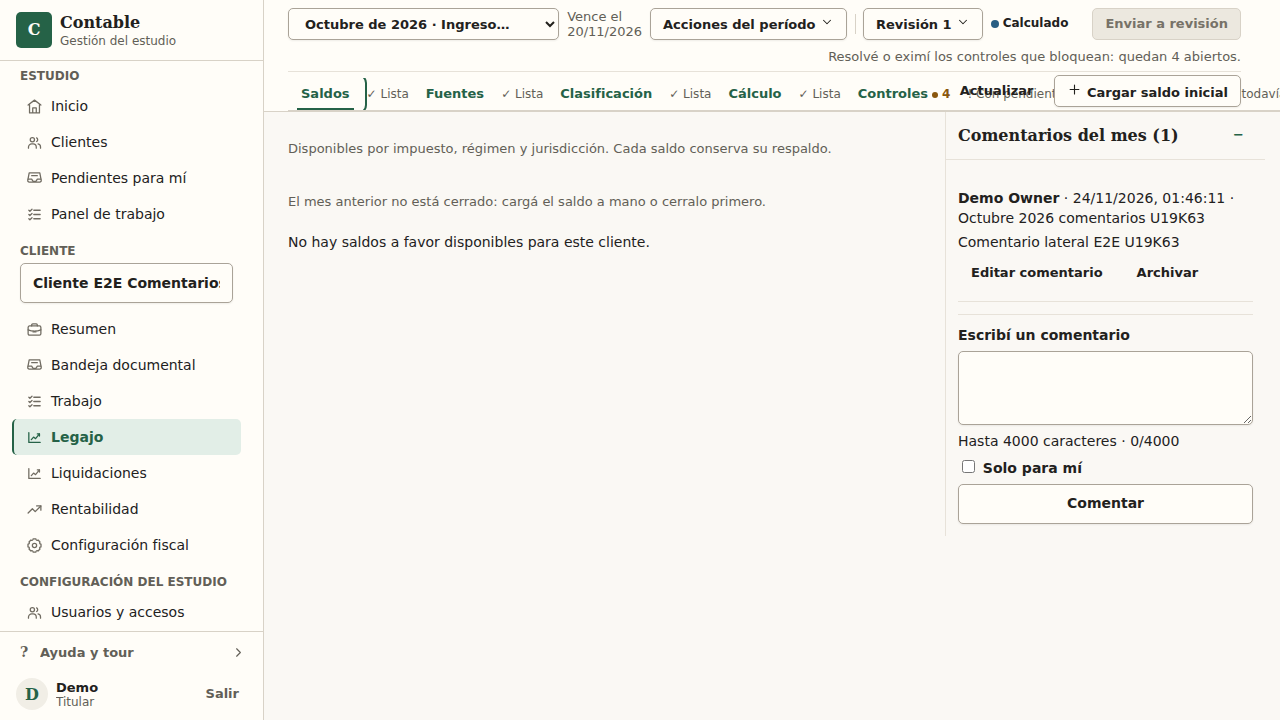 C
Contable
Gestión del estudio
ESTUDIO
Inicio
Clientes
Pendientes para mí
Panel de trabajo
CLIENTE
Cliente E2E Comentario
Resumen
Bandeja documental
Trabajo
Legajo
Liquidaciones
Rentabilidad
Configuración fiscal
CONFIGURACIÓN DEL ESTUDIO
Usuarios y accesos
? Ayuda y tour
D
Demo
Titular
Salir
Octubre de 2026 · Ingreso…
Vence el
20/11/2026
Acciones del período
Revisión 1
Calculado
Enviar a revisión
Resolvé o eximí los controles que bloquean: quedan 4 abiertos.
Saldos ✓ Lista Fuentes ✓ Lista Clasificación ✓ Lista Cálculo ✓ Lista Controles 4 Con pendient
Actualizar
+ Cargar saldo inicial
todaví
Disponibles por impuesto, régimen y jurisdicción. Cada saldo conserva su respaldo.
El mes anterior no está cerrado: cargá el saldo a mano o cerralo primero.
No hay saldos a favor disponibles para este cliente.
Comentarios del mes (1) −
Demo Owner · 24/11/2026, 01:46:11 ·
Octubre 2026 comentarios U19K63
Comentario lateral E2E U19K63
Editar comentario Archivar
Escribí un comentario
Hasta 4000 caracteres · 0/4000
Solo para mí
Comentar